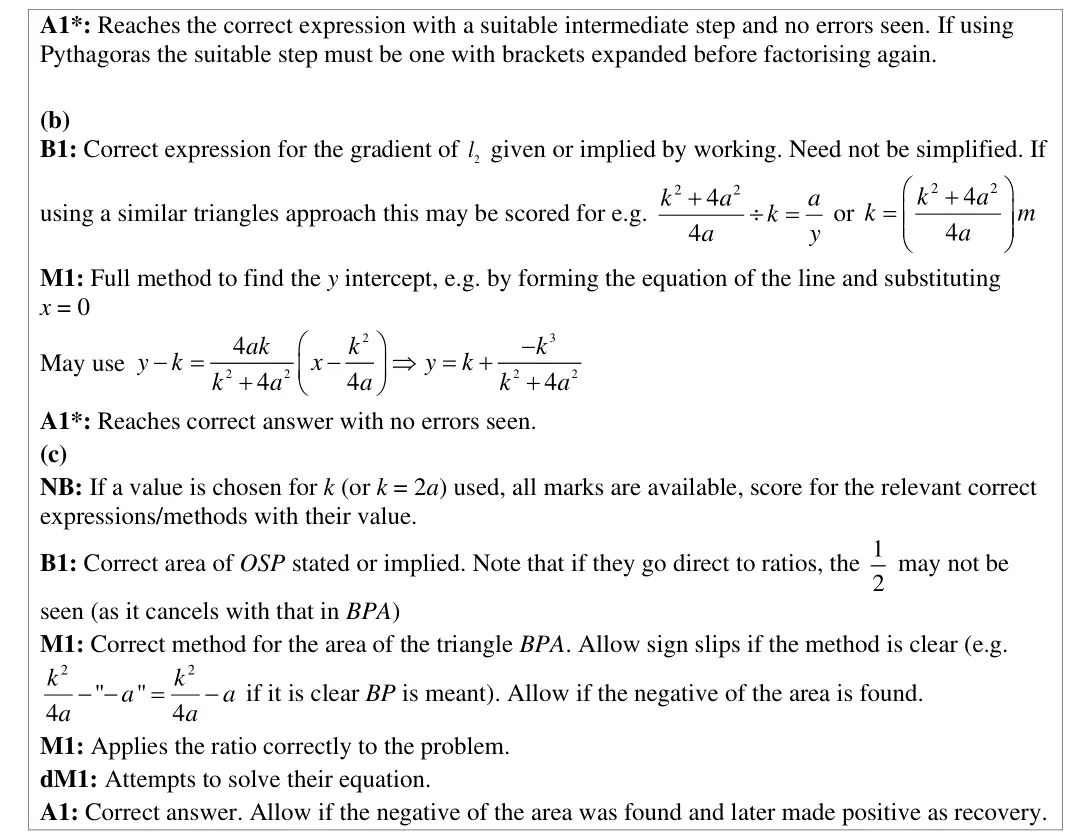 A1*: Reaches the correct expression with a suitable intermediate step and no errors seen. If using
Pythagoras the suitable step must be one with brackets expanded before factorising again.
(b)
B1: Correct expression for the gradient of l₂ given or implied by working. Need not be simplified. If
using a similar triangles approach this may be scored for e.g. (k² + 4a²)/(4a) ÷ k = a/y or k = ((k² + 4a²)/(4a))m
M1: Full method to find the y intercept, e.g. by forming the equation of the line and substituting
x = 0
May use y − k = (4ak)/(k² + 4a²) (x − k²/(4a)) ⇒ y = k + (−k³)/(k² + 4a²)
A1*: Reaches correct answer with no errors seen.
(c)
NB: If a value is chosen for k (or k = 2a) used, all marks are available, score for the relevant correct
expressions/methods with their value.
B1: Correct area of OSP stated or implied. Note that if they go direct to ratios, the 1/2 may not be
seen (as it cancels with that in BPA)
M1: Correct method for the area of the triangle BPA. Allow sign slips if the method is clear (e.g.
k²/(4a) − "− a" = k²/(4a) − a if it is clear BP is meant). Allow if the negative of the area is found.
M1: Applies the ratio correctly to the problem.
dM1: Attempts to solve their equation.
A1: Correct answer. Allow if the negative of the area was found and later made positive as recovery.